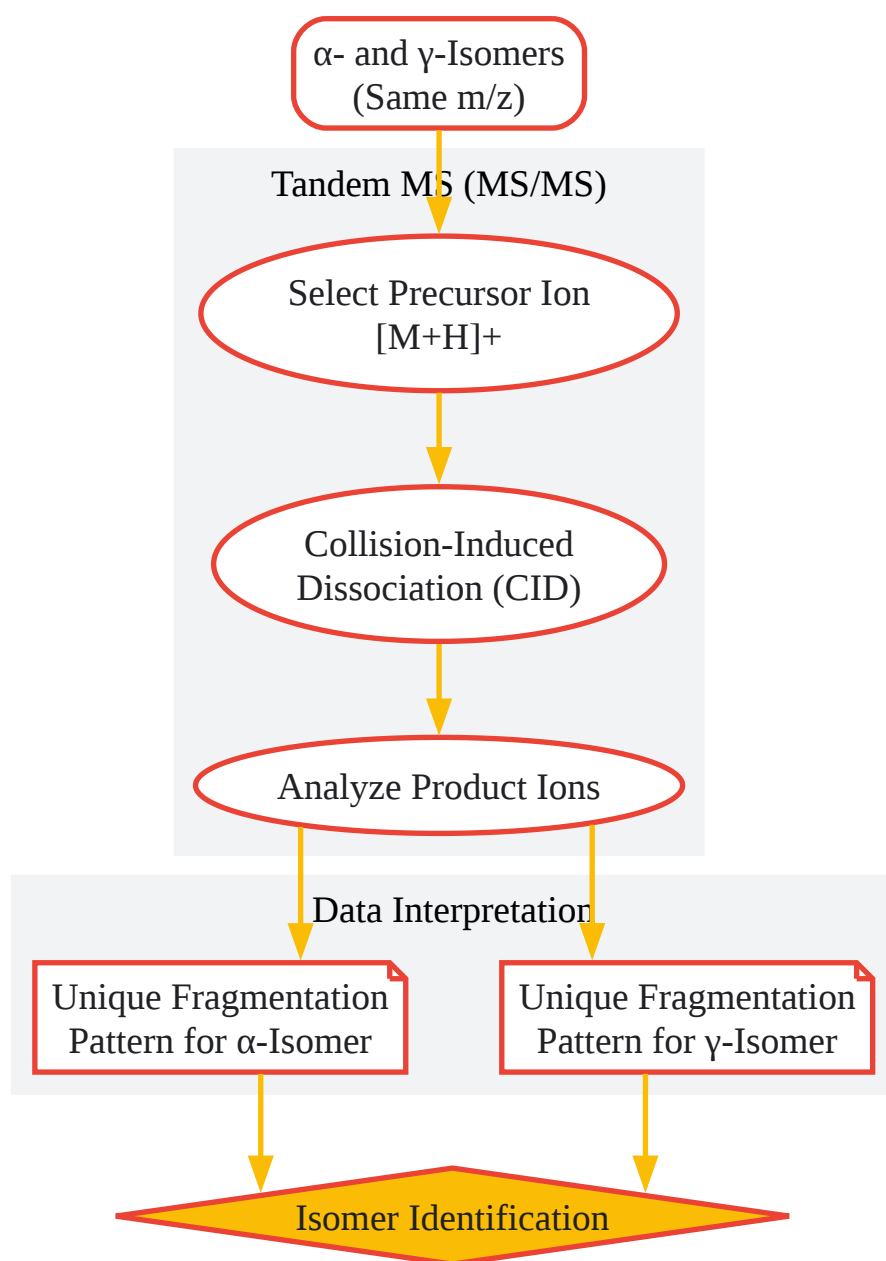 α- and γ-Isomers
(Same m/z)
Tandem MS (MS/MS)
Select Precursor Ion
[M+H]+
Collision-Induced
Dissociation (CID)
Analyze Product Ions
Data Interpretation
Unique Fragmentation
Pattern for α-Isomer
Unique Fragmentation
Pattern for γ-Isomer
Isomer Identification